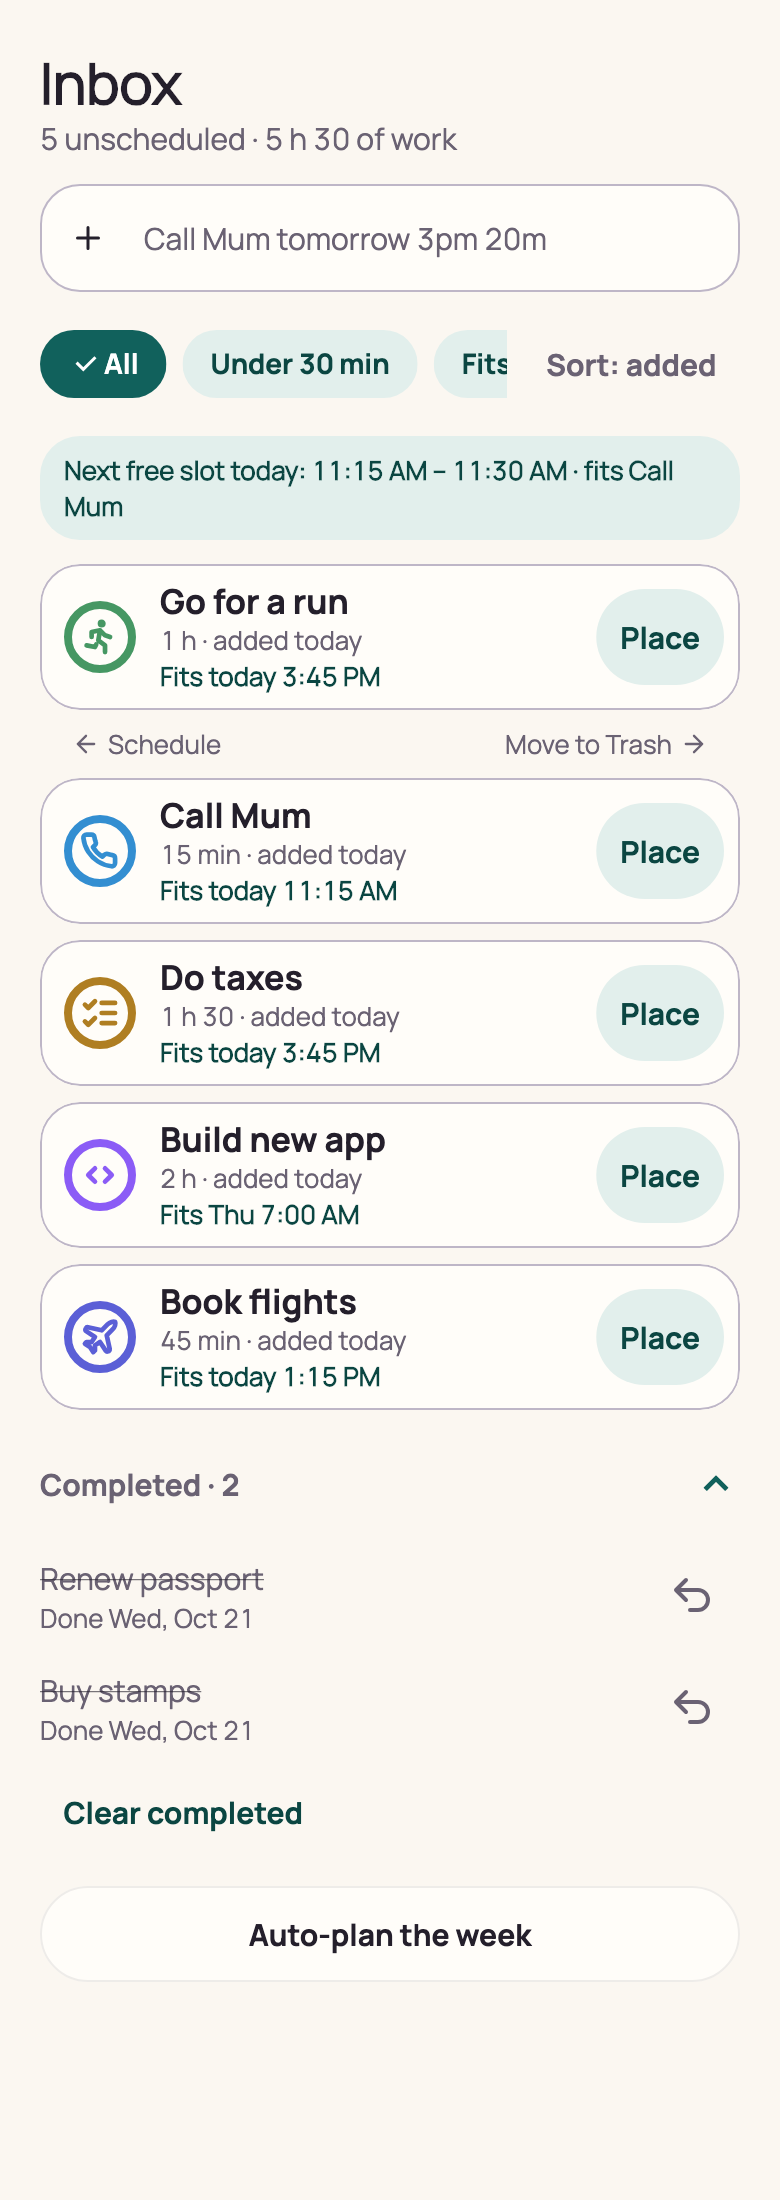 Inbox
5 unscheduled · 5 h 30 of work
Call Mum tomorrow 3pm 20m
All
Under 30 min
Fits
Sort: added
Next free slot today: 11:15 AM – 11:30 AM · fits Call
Mum
Go for a run
1 h · added today
Fits today 3:45 PM
Place
Schedule
Move to Trash
Call Mum
15 min · added today
Fits today 11:15 AM
Place
Do taxes
1 h 30 · added today
Fits today 3:45 PM
Place
Build new app
2 h · added today
Fits Thu 7:00 AM
Place
Book flights
45 min · added today
Fits today 1:15 PM
Place
Completed · 2
Renew passport
Done Wed, Oct 21
Buy stamps
Done Wed, Oct 21
Clear completed
Auto-plan the week